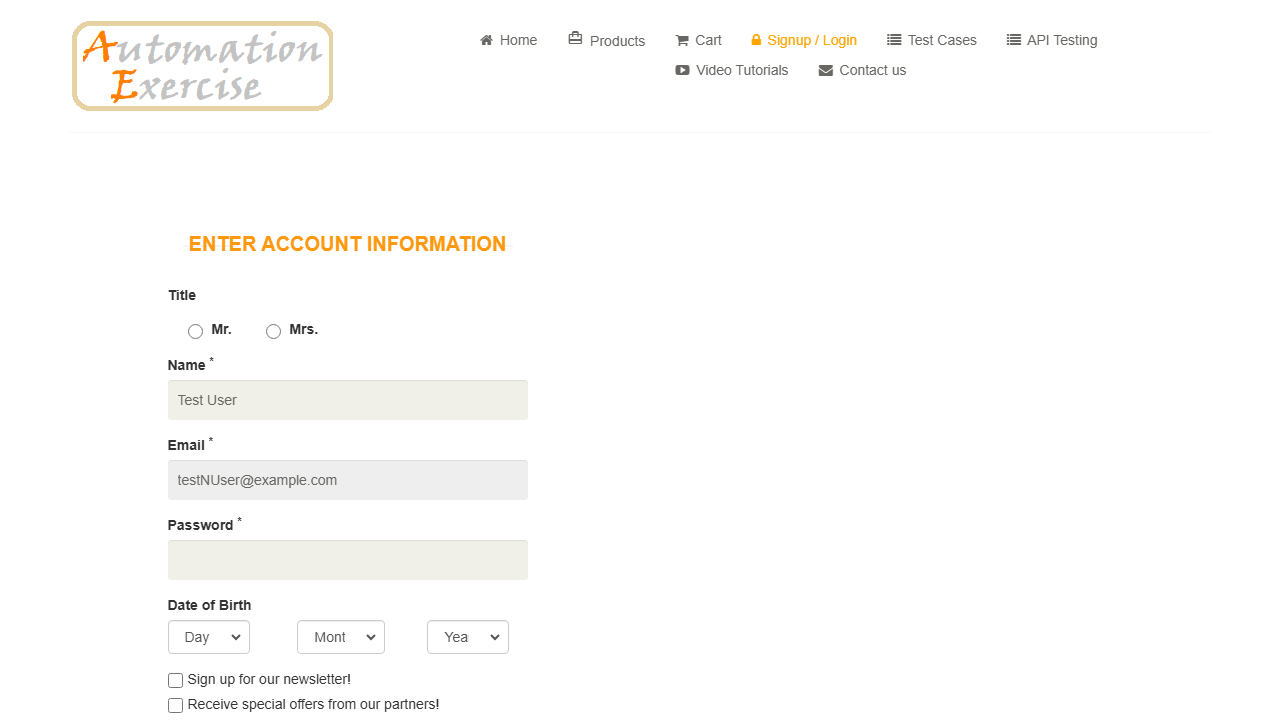 Automation
Exercise
Home Products Cart Signup / Login Test Cases API Testing
Video Tutorials Contact us
ENTER ACCOUNT INFORMATION
Title
Mr. Mrs.
Name *
Test User
Email *
testNUser@example.com
Password *
Date of Birth
Day Mont Yea
Sign up for our newsletter!
Receive special offers from our partners!